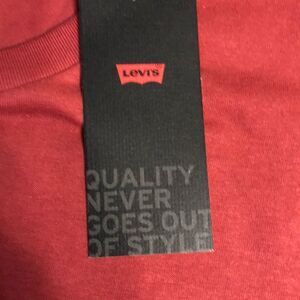 Levi's
QUALITY
NEVER
GOES OUT
OF STYLE